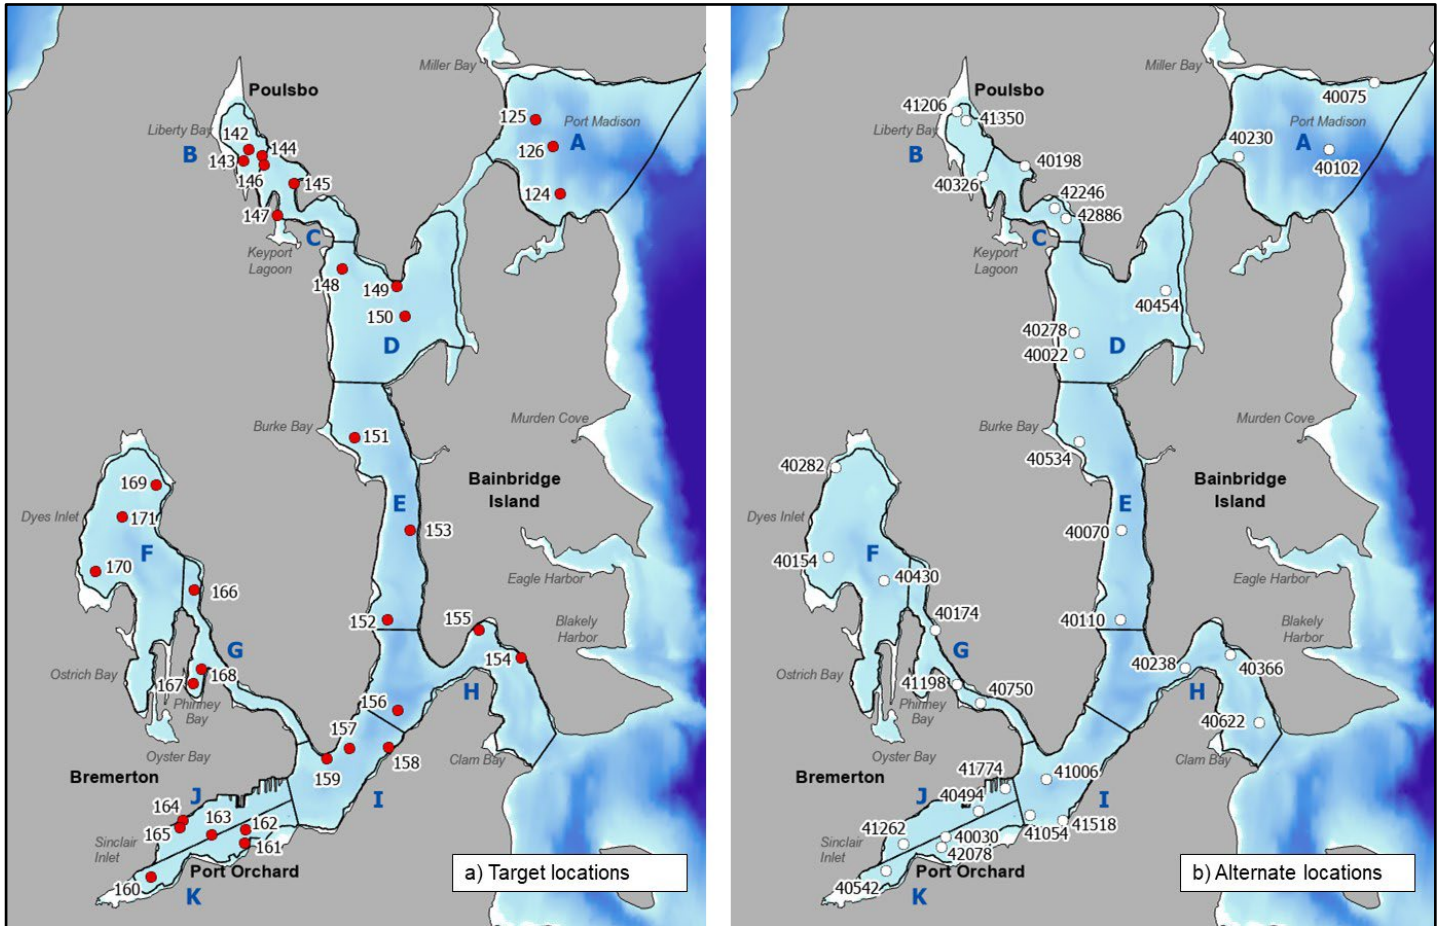 Miller Bay
Poulsbo
125
Port Madison
A
Liberty Bay
142
144
126
B
143
146
145
124
147
C
Keyport
Lagoon
148
149
150
D
Burke Bay
151
Murden Cove
Bainbridge
Island
169
Dyes Inlet
171
E
153
F
170
166
Eagle Harbor
152
155
Blakely
Harbor
G
154
Ostrich Bay
168
167
H
Phinney
Bay
156
157
Oyster Bay
158
Clam Bay
159
Bremerton
J
I
164
163
162
165
Sinclair
Inlet
161
Port Orchard
160
K
a) Target locations
Miller Bay
Poulsbo
40075
41206
41350
Port Madison
Liberty Bay
A
40230
B
40102
40198
40326
42246
42886
C
Keyport
Lagoon
40454
40278
40022
D
Burke Bay
40534
Murden Cove
40282
Bainbridge
Island
E
Dyes Inlet
40070
F
40154
40430
Eagle Harbor
40174
40110
Blakely
Harbor
G
40238
40366
Ostrich Bay
41198
40750
H
Phinney
Bay
40622
Oyster Bay
Clam Bay
Bremerton
41774
41006
J
40494
I
41262
40030
41054
41518
Sinclair
Inlet
42078
Port Orchard
40542
K
b) Alternate locations